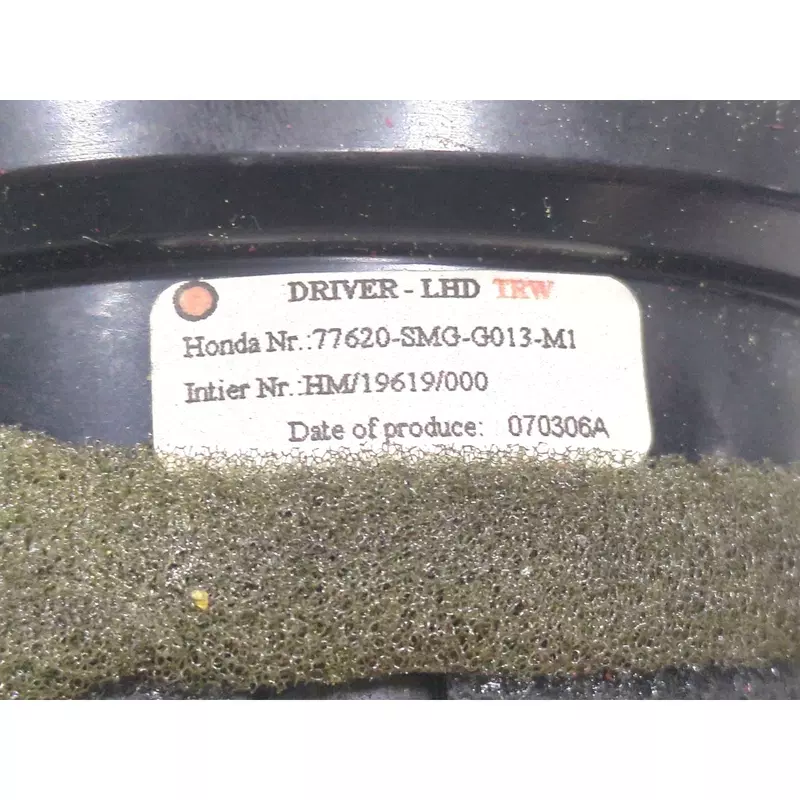 DRIVER - LHD TRW
Honda Nr.:77620-SMG-G013-M1
Intier Nr.:HM/19619/000
Date of produce: 070306A